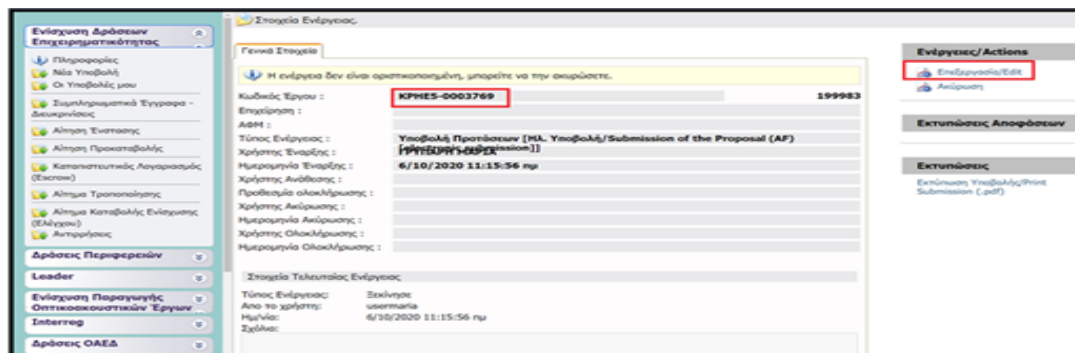 Ενίσχυση Δράσεων
Επιχειρηματικότητας
Πληροφορίες
Νέα Υποβολή
Οι Υποβολές μου
Συμπληρωματικά Έγγραφα -
Διευκρινίσεις
Αίτηση Ένστασης
Αίτηση Προκαταβολής
Καταπιστευτικός Λογαριασμός
(Escrow)
Αίτημα Τροποποίησης
Αίτημα Καταβολής Ενίσχυσης
(Ελέγχου)
Αντιρρήσεις
Δράσεις Περιφερειών
Leader
Ενίσχυση Παραγωγής
Οπτικοακουστικών Έργων
Interreg
Δράσεις ΟΑΕΔ
Στοιχεία Ενέργειας.
Γενικά Στοιχεία
Η ενέργεια δεν είναι οριστικοποιημένη, μπορείτε να την ακυρώσετε.
Κωδικός Έργου : ΚΡΗΕ5-0003769 199983
Επιχείρηση :
ΑΦΜ :
Τύπος Ενέργειας : Υποβολή Προτάσεων [Ηλ. Υποβολή/Submission of the Proposal (AF)
[electronic submission]]
Χρήστης Έναρξης : ΜΑΡΙΑ
Ημερομηνία Έναρξης : 6/10/2020 11:15:56 πμ
Χρήστης Ανάθεσης :
Προθεσμία ολοκλήρωσης :
Χρήστης Ακύρωσης :
Ημερομηνία Ακύρωσης :
Χρήστης Ολοκλήρωσης :
Ημερομηνία Ολοκλήρωσης :
Στοιχεία Τελευταίας Ενέργειας
Τύπος Ενέργειας: Ξεκίνησε
Απο το χρήστη: usermaria
Ημ/νία: 6/10/2020 11:15:56 πμ
Σχόλια:
Ενέργειες/Actions
Επεξεργασία/Edit
Ακύρωση
Εκτυπώσεις Αποφάσεων
Εκτυπώσεις
Εκτύπωση Υποβολής/Print
Submission (.pdf)